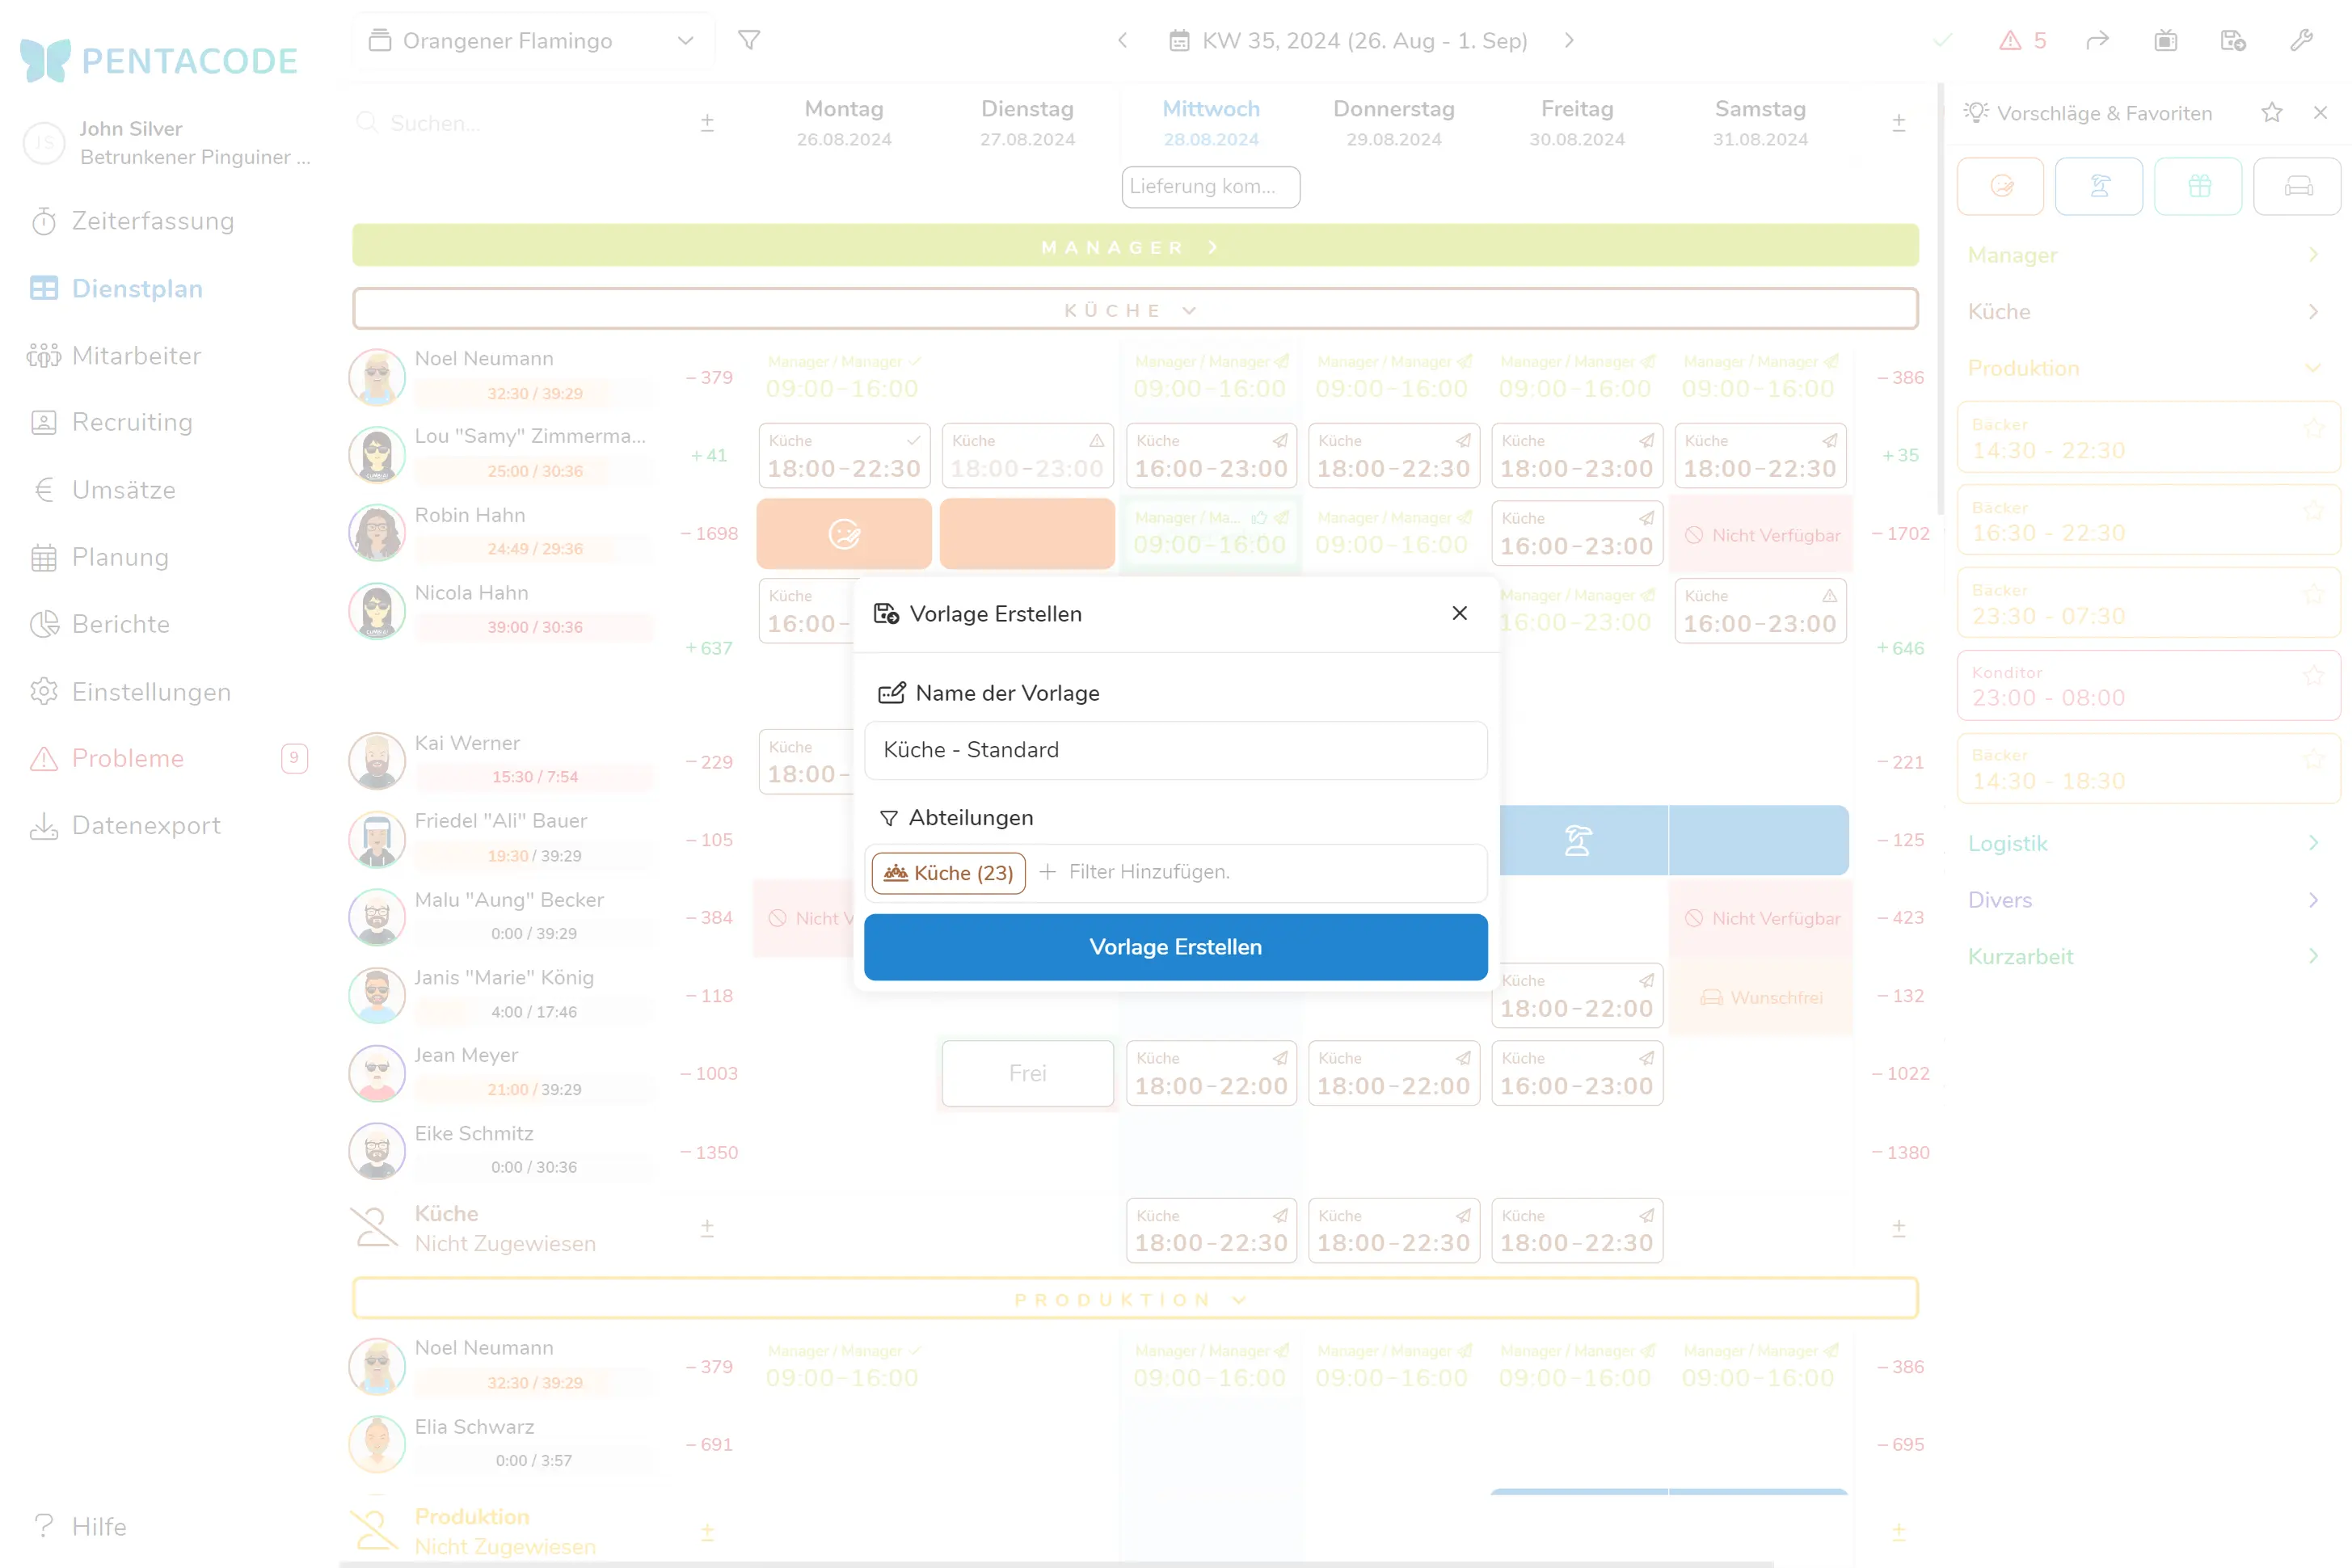 PENTACODE
JS
John Silver
Betrunkener Pinguiner ...
Zeiterfassung
Dienstplan
Mitarbeiter
Recruiting
Umsätze
Planung
Berichte
Einstellungen
Probleme 9
Datenexport
Hilfe
Orangener Flamingo
KW 35, 2024 (26. Aug - 1. Sep)
5
Suchen...
±
Montag
26.08.2024
Dienstag
27.08.2024
Mittwoch
28.08.2024
Donnerstag
29.08.2024
Freitag
30.08.2024
Samstag
31.08.2024
±
Lieferung kom...
MANAGER
KÜCHE
Noel Neumann
32:30 / 39:29
– 379
Manager / Manager
09:00–16:00
Manager / Manager
09:00–16:00
Manager / Manager
09:00–16:00
Manager / Manager
09:00–16:00
Manager / Manager
09:00–16:00
– 386
Lou "Samy" Zimmerma...
25:00 / 30:36
+ 41
Küche
18:00–22:30
Küche
18:00–23:00
Küche
16:00–23:00
Küche
18:00–22:30
Küche
18:00–23:00
Küche
18:00–22:30
+ 35
Robin Hahn
24:49 / 29:36
– 1698
Manager / Ma...
09:00–16:00
Manager / Manager
09:00–16:00
Küche
16:00–23:00
Nicht Verfügbar
– 1702
Nicola Hahn
39:00 / 30:36
+ 637
Küche
16:00–
Manager / Manager
16:00–23:00
Küche
16:00–23:00
+ 646
Kai Werner
15:30 / 7:54
– 229
Küche
18:00–
– 221
Friedel "Ali" Bauer
19:30 / 39:29
– 105
– 125
Malu "Aung" Becker
0:00 / 39:29
– 384
Nicht V
Nicht Verfügbar
– 423
Janis "Marie" König
4:00 / 17:46
– 118
Küche
18:00–22:00
Wunschfrei
– 132
Jean Meyer
21:00 / 39:29
– 1003
Frei
Küche
18:00–22:00
Küche
18:00–22:00
Küche
16:00–23:00
– 1022
Eike Schmitz
0:00 / 30:36
– 1350
– 1380
Küche
Nicht Zugewiesen
±
Küche
18:00–22:30
Küche
18:00–22:30
Küche
18:00–22:30
±
PRODUKTION
Noel Neumann
32:30 / 39:29
– 379
Manager / Manager
09:00–16:00
Manager / Manager
09:00–16:00
Manager / Manager
09:00–16:00
Manager / Manager
09:00–16:00
Manager / Manager
09:00–16:00
– 386
Elia Schwarz
0:00 / 3:57
– 691
– 695
Produktion
Nicht Zugewiesen
±
±
Vorlage Erstellen
Name der Vorlage
Küche - Standard
Abteilungen
Küche (23)
+ Filter Hinzufügen.
Vorlage Erstellen
Vorschläge & Favoriten
Manager
Küche
Produktion
Bäcker
14:30 - 22:30
Bäcker
16:30 - 22:30
Bäcker
23:30 - 07:30
Konditor
23:00 - 08:00
Bäcker
14:30 - 18:30
Logistik
Divers
Kurzarbeit